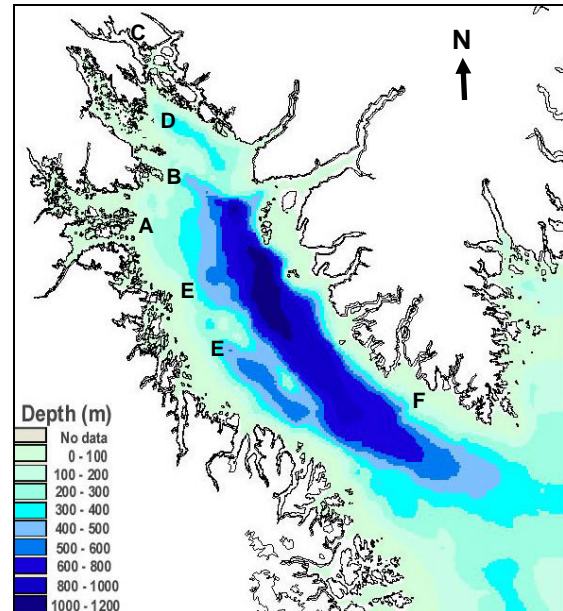 C
N
D
B
A
E
E
F
Depth (m)
No data
0 - 100
100 - 200
200 - 300
300 - 400
400 - 500
500 - 600
600 - 800
800 - 1000
1000 - 1200